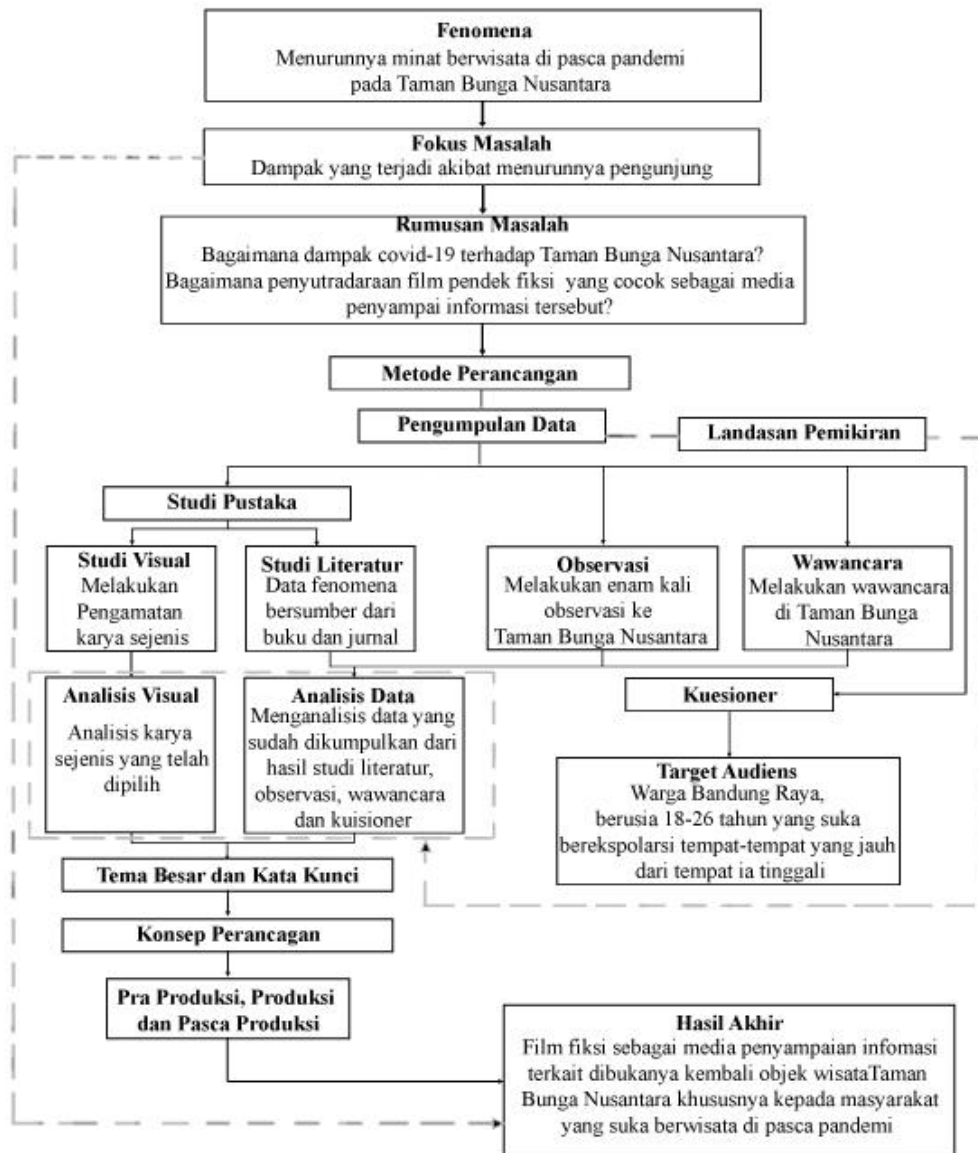 Fenomena
Menurunnya minat berwisata di pasca pandemi
pada Taman Bunga Nusantara
Fokus Masalah
Dampak yang terjadi akibat menurunnya pengunjung
Rumusan Masalah
Bagaimana dampak covid-19 terhadap Taman Bunga Nusantara?
Bagaimana penyutradaraan film pendek fiksi yang cocok sebagai media
penyampai informasi tersebut?
Metode Perancangan
Pengumpulan Data
Landasan Pemikiran
Studi Pustaka
Studi Visual
Melakukan
Pengamatan
karya sejenis
Studi Literatur
Data fenomena
bersumber dari
buku dan jurnal
Observasi
Melakukan enam kali
observasi ke
Taman Bunga Nusantara
Wawancara
Melakukan wawancara
di Taman Bunga
Nusantara
Analisis Visual
Analisis karya
sejenis yang telah
dipilih
Analisis Data
Menganalisis data yang
sudah dikumpulkan dari
hasil studi literatur,
observasi, wawancara
dan kuisioner
Kuesioner
Target Audiens
Warga Bandung Raya,
berusia 18-26 tahun yang suka
berekspolarsi tempat-tempat yang jauh
dari tempat ia tinggali
Tema Besar dan Kata Kunci
Konsep Perancagan
Pra Produksi, Produksi
dan Pasca Produksi
Hasil Akhir
Film fiksi sebagai media penyampaian infomasi
terkait dibukanya kembali objek wisataTaman
Bunga Nusantara khususnya kepada masyarakat
yang suka berwisata di pasca pandemi